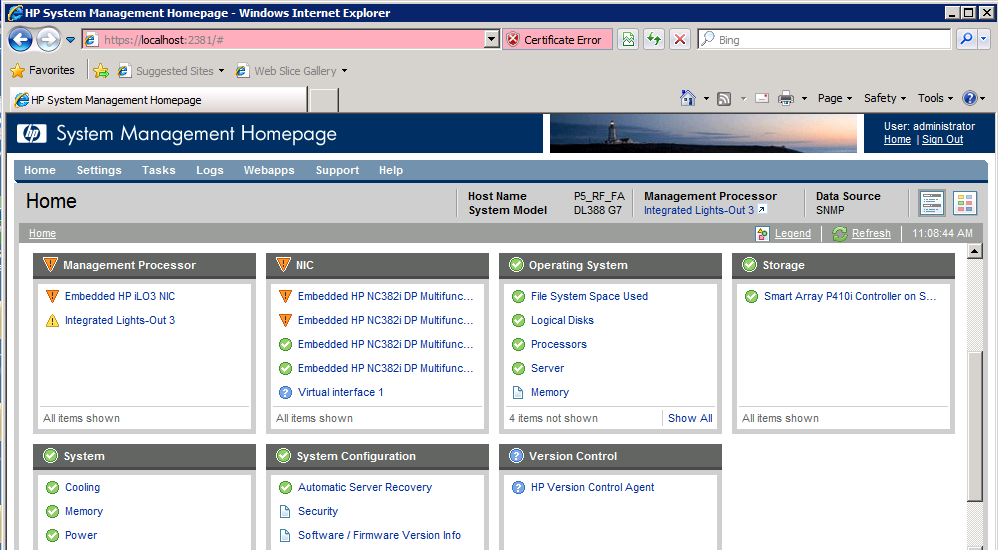 HP System Management Homepage - Windows Internet Explorer
https://localhost:2381/#
Certificate Error
Bing
Favorites
Suggested Sites
Web Slice Gallery
HP System Management Homepage
Page
Safety
Tools
hp
System Management Homepage
User: administrator
Home | Sign Out
Home
Settings
Tasks
Logs
Webapps
Support
Help
Home
Host Name P5_RF_FA
System Model DL388 G7
Management Processor
Integrated Lights-Out 3
Data Source
SNMP
Home
Legend
Refresh
11:08:44 AM
Management Processor
Embedded HP iLO3 NIC
Integrated Lights-Out 3
All items shown
NIC
Embedded HP NC382i DP Multifunc...
Embedded HP NC382i DP Multifunc...
Embedded HP NC382i DP Multifunc...
Embedded HP NC382i DP Multifunc...
Virtual interface 1
All items shown
Operating System
File System Space Used
Logical Disks
Processors
Server
Memory
4 items not shown
Show All
Storage
Smart Array P410i Controller on S...
All items shown
System
Cooling
Memory
Power
System Configuration
Automatic Server Recovery
Security
Software / Firmware Version Info
Version Control
HP Version Control Agent